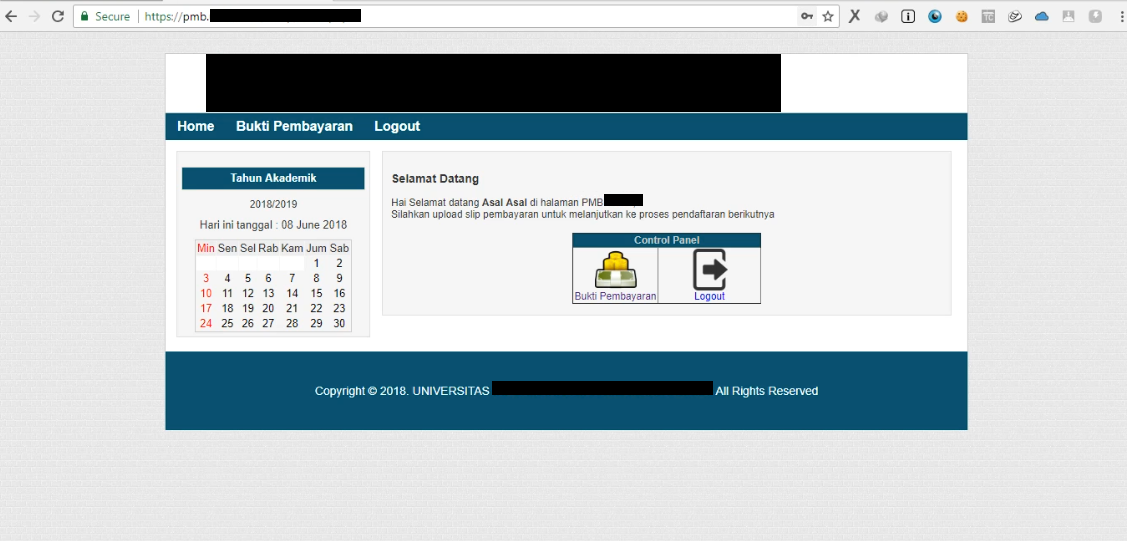 Secure https://pmb.
Home Bukti Pembayaran Logout
Tahun Akademik
2018/2019
Hari ini tanggal : 08 June 2018
Min Sen Sel Rab Kam Jum Sab
1 2
3 4 5 6 7 8 9
10 11 12 13 14 15 16
17 18 19 20 21 22 23
24 25 26 27 28 29 30
Selamat Datang
Hai Selamat datang Asal Asal di halaman PMB
Silahkan upload slip pembayaran untuk melanjutkan ke proses pendaftaran berikutnya
Control Panel
Bukti Pembayaran Logout
Copyright © 2018. UNIVERSITAS All Rights Reserved